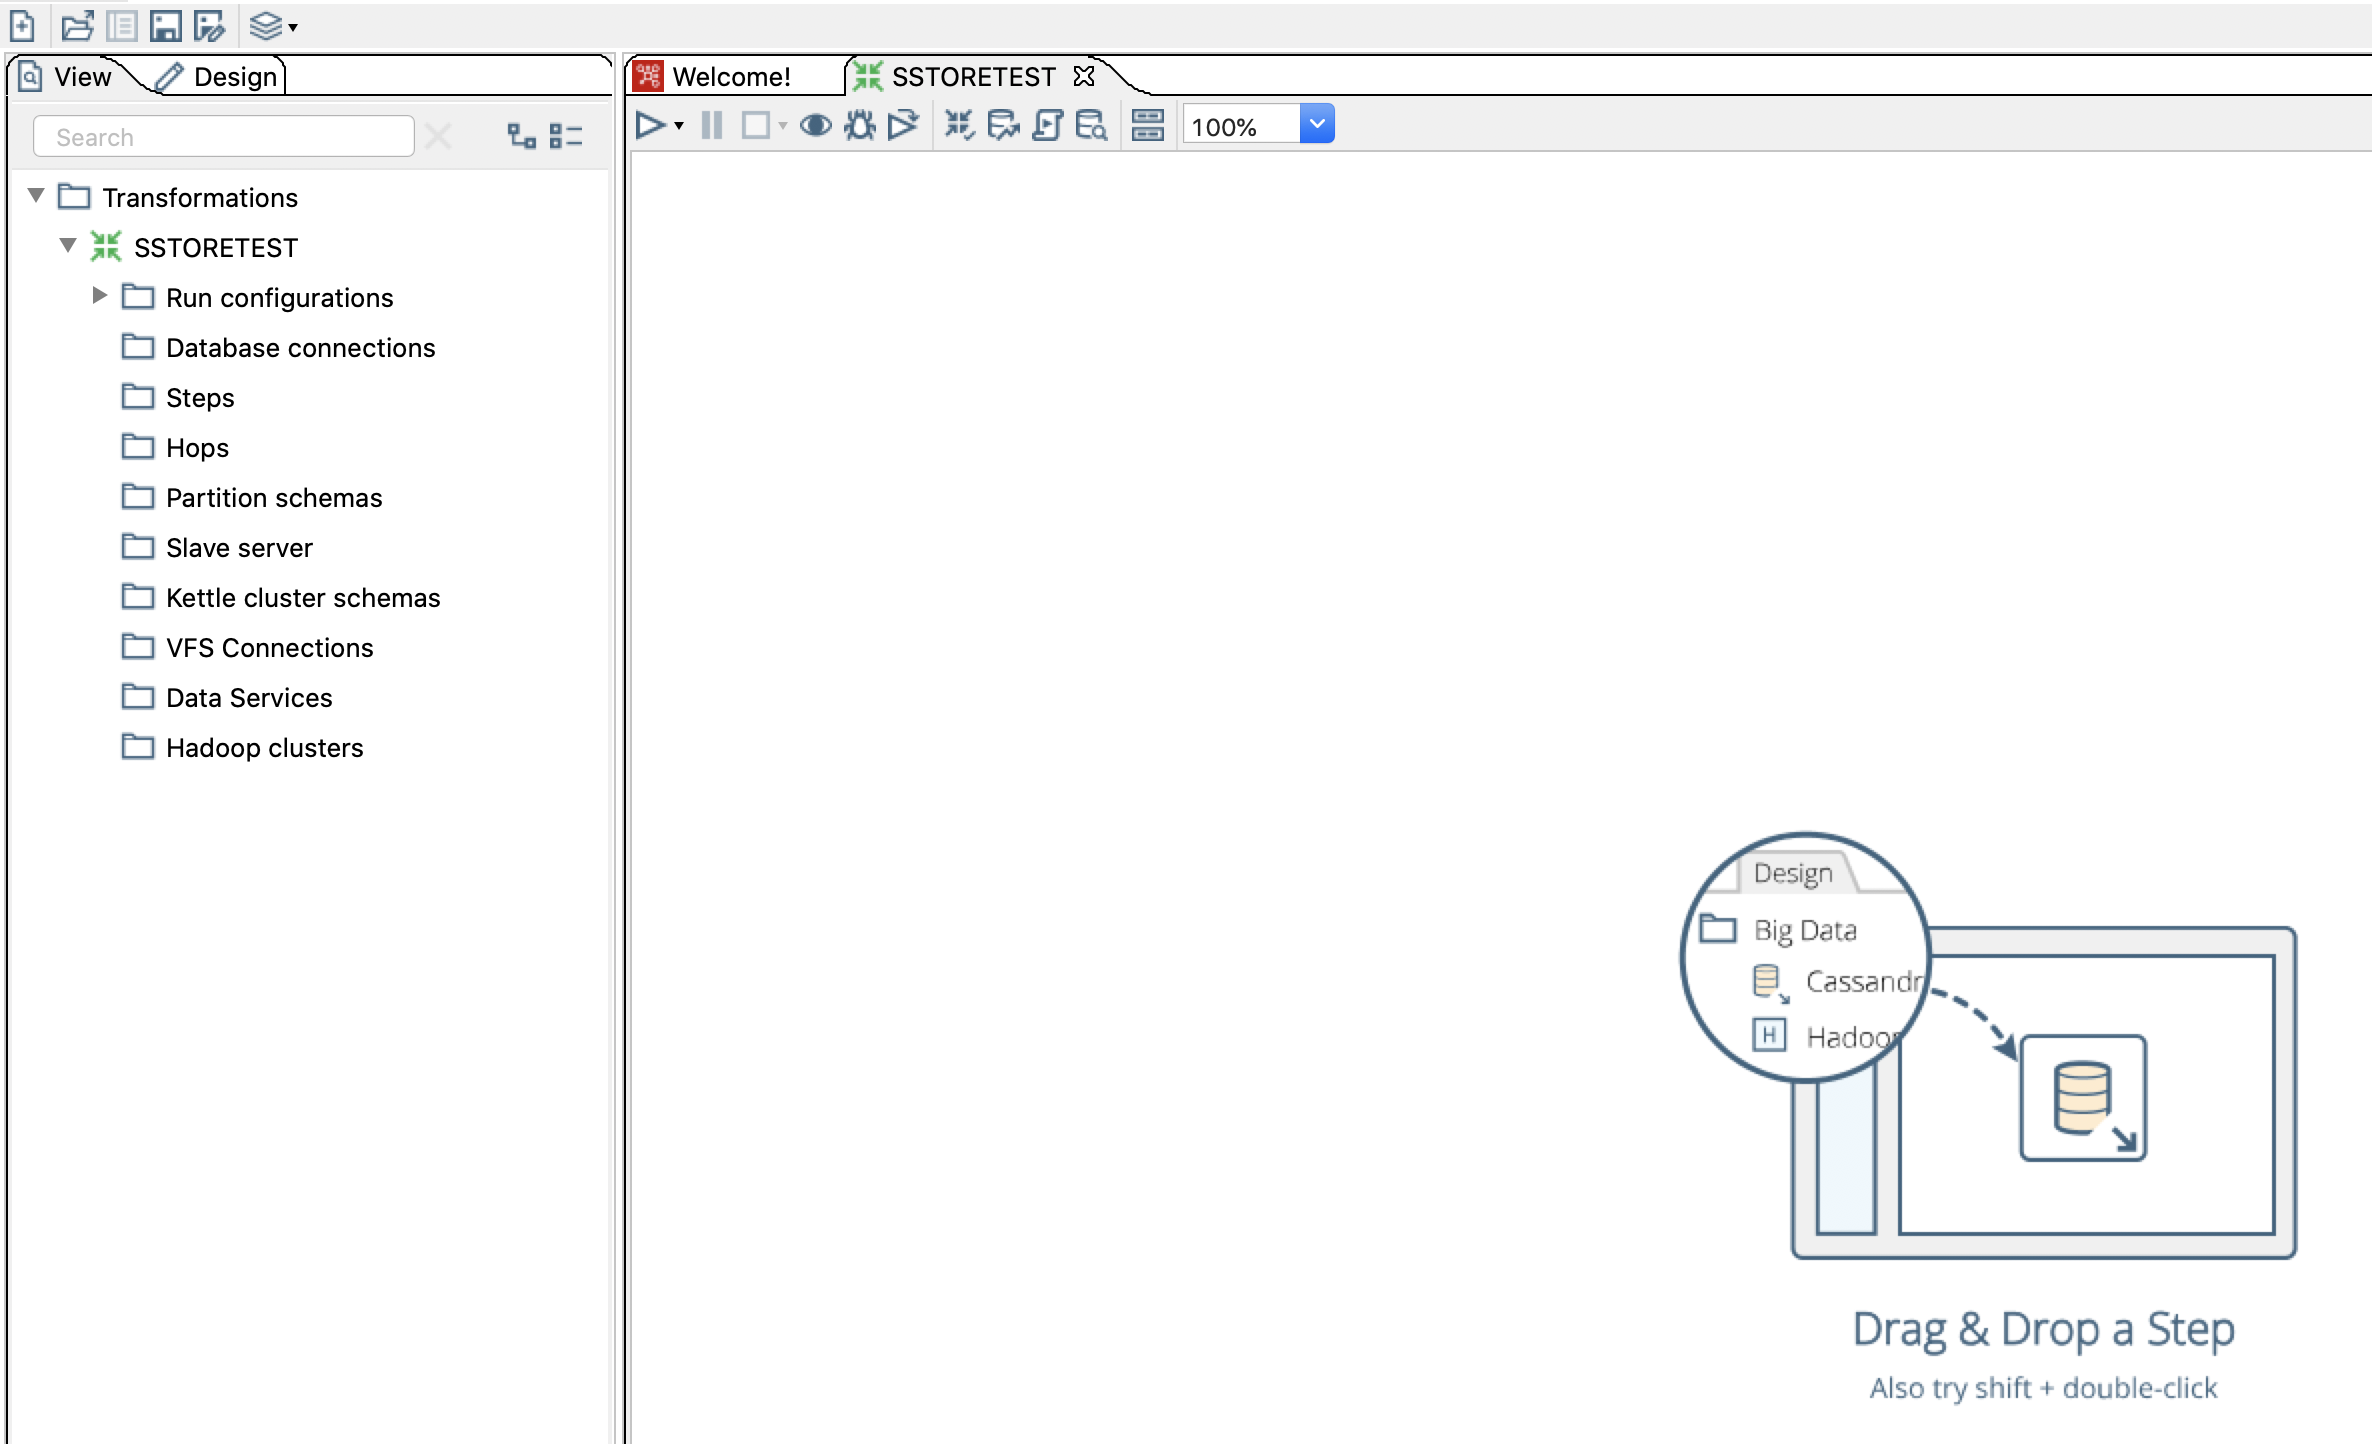 View
Design
Welcome!
SSTORETEST
Search
100%
Transformations
SSTORETEST
Run configurations
Database connections
Steps
Hops
Partition schemas
Slave server
Kettle cluster schemas
VFS Connections
Data Services
Hadoop clusters
Design
Big Data
Cassandr
H Hadoop
Drag & Drop a Step
Also try shift + double-click